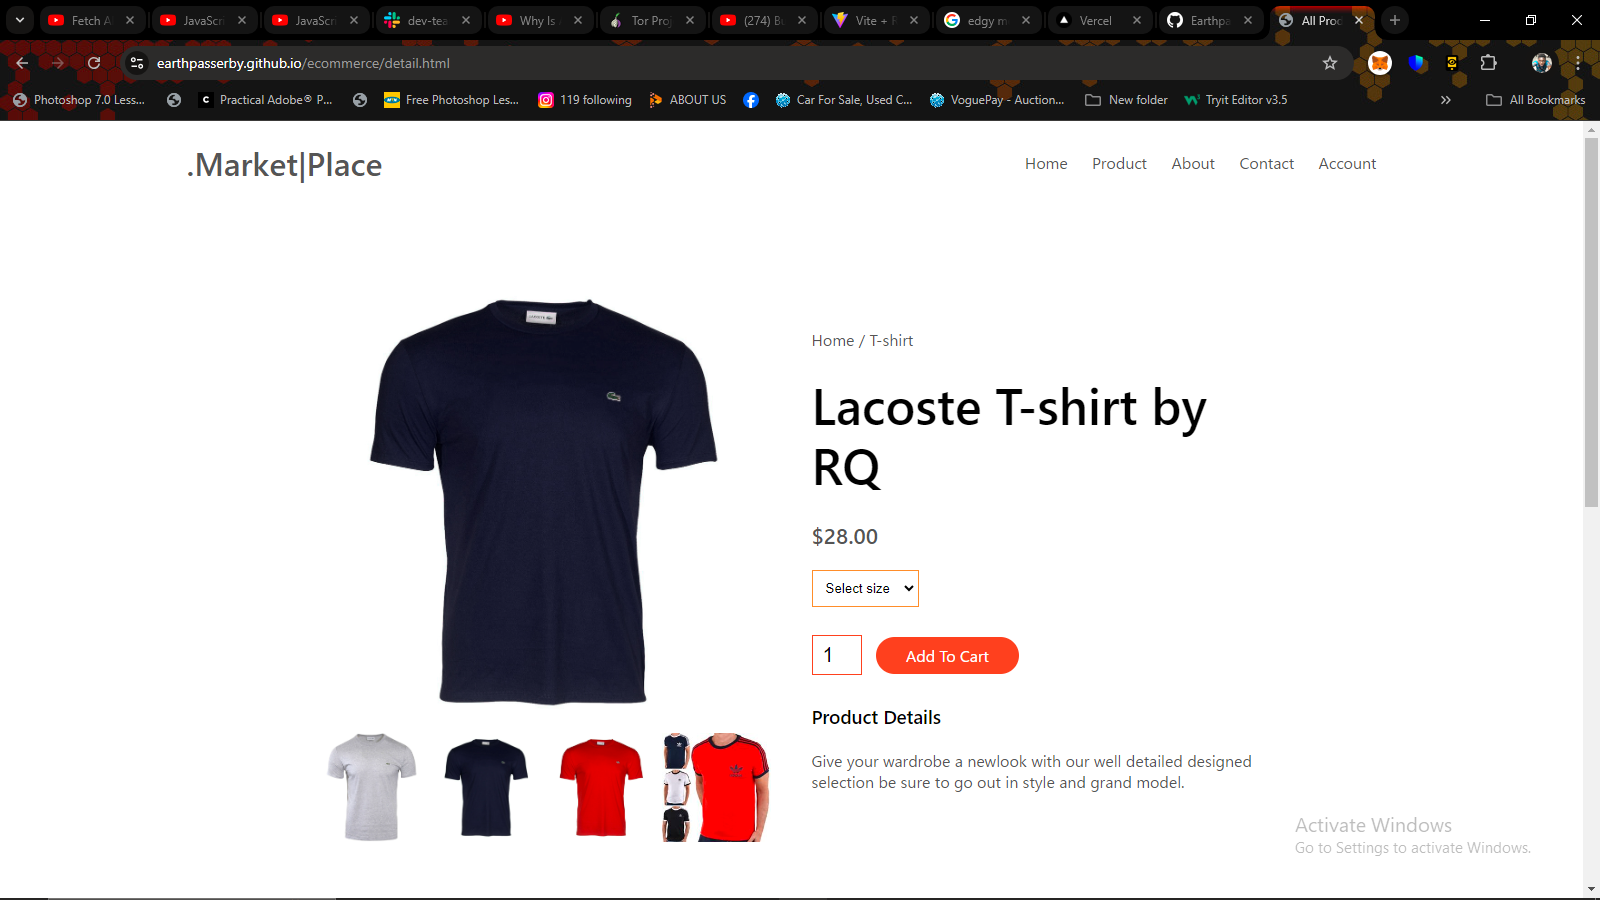 Fetch A
JavaScri
JavaScri
dev-tea
Why Is
Tor Proj
(274) Bu
Vite + R
edgy m
Vercel
Earthpa
All Prod
earthpasserby.github.io/ecommerce/detail.html
Photoshop 7.0 Less...
Practical Adobe® P...
Free Photoshop Les...
119 following
ABOUT US
Car For Sale, Used C...
VoguePay - Auction...
New folder
Tryit Editor v3.5
All Bookmarks
.Market|Place
Home
Product
About
Contact
Account
Home / T-shirt
Lacoste T-shirt by
RQ
$28.00
Select size
1
Add To Cart
Product Details
Give your wardrobe a newlook with our well detailed designed
selection be sure to go out in style and grand model.
Activate Windows
Go to Settings to activate Windows.